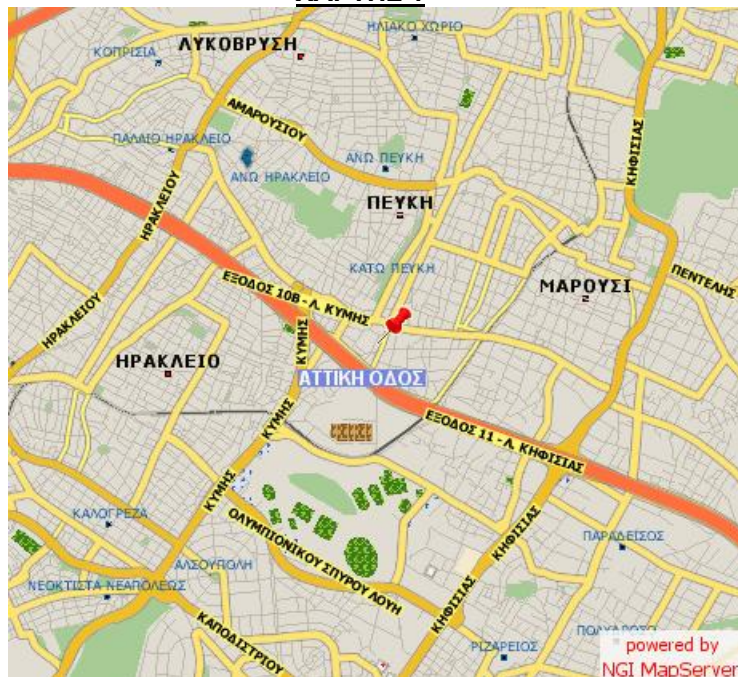 ΗΛΙΑΚΟ ΧΩΡΙΟ
ΛΥΚΟΒΡΥΣΗ
ΚΟΠΡΙΣΙΑ
ΑΜΑΡΟΥΣΙΟΥ
ΠΑΛΑΙΟ ΗΡΑΚΛΕΙΟ
ΑΝΩ ΠΕΥΚΗ
ΑΝΩ ΗΡΑΚΛΕΙΟ
ΚΗΦΙΣΙΑΣ
ΗΡΑΚΛΕΙΟΥ
ΠΕΥΚΗ
ΚΑΤΩ ΠΕΥΚΗ
ΠΕΝΤΕΛΗΣ
ΕΞΟΔΟΣ 10Β - Λ. ΚΥΜΗΣ
ΜΑΡΟΥΣΙ
ΗΡΑΚΛΕΙΟΥ
ΚΥΜΗΣ
ΗΡΑΚΛΕΙΟ
ΑΤΤΙΚΗ ΟΔΟΣ
ΚΥΜΗΣ
ΕΞΟΔΟΣ 11 - Λ. ΚΗΦΙΣΙΑΣ
ΚΥΜΗΣ
ΚΑΛΟΓΡΕΖΑ
ΚΗΦΙΣΙΑΣ
ΠΑΡΑΔΕΙΣΟΣ
ΟΛΥΜΠΙΟΝΙΚΟΥ ΣΠΥΡΟΥ ΛΟΥΗ
ΑΛΣΟΥΠΟΛΗ
ΝΕΟΚΤΙΣΤΑ ΝΕΑΠΟΛΕΩΣ
ΚΗΦΙΣΙΑΣ
ΚΑΠΟΔΙΣΤΡΙΟΥ
ΡΙΖΑΡΕΙΟΣ
powered by
NGI MapServer